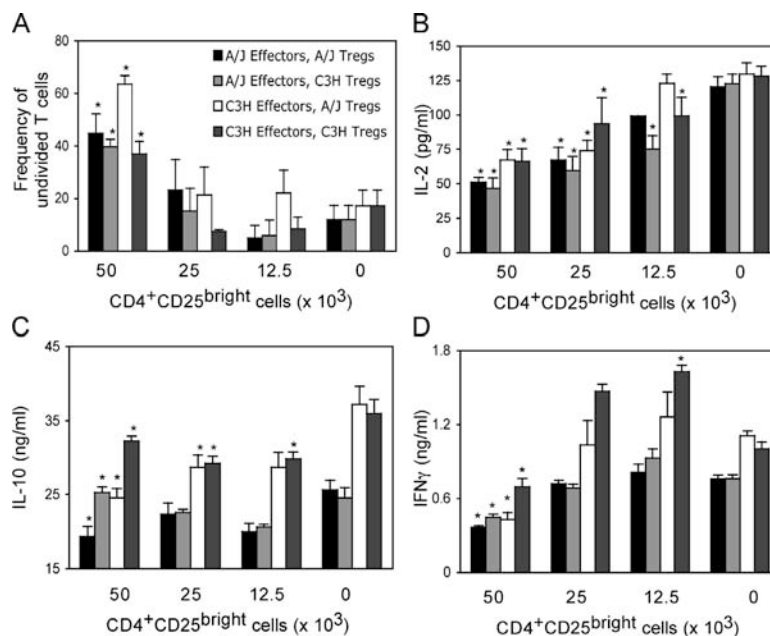 A
Frequency of
undivided T cells
80
60
40
20
0
A/J Effectors, A/J Tregs
A/J Effectors, C3H Tregs
C3H Effectors, A/J Tregs
C3H Effectors, C3H Tregs
* * * *
50 25 12.5 0
CD4+CD25bright cells (x 10³)
B
IL-2 (pg/ml)
150
125
100
75
50
25
0
* * * * * * * * * *
50 25 12.5 0
CD4+CD25bright cells (x 10³)
C
IL-10 (ng/ml)
45
35
25
15
* * * * * * *
50 25 12.5 0
CD4+CD25bright cells (x 10³)
D
IFNγ (ng/ml)
1.8
1.2
0.6
0
* * * * *
50 25 12.5 0
CD4+CD25bright cells (x 10³)